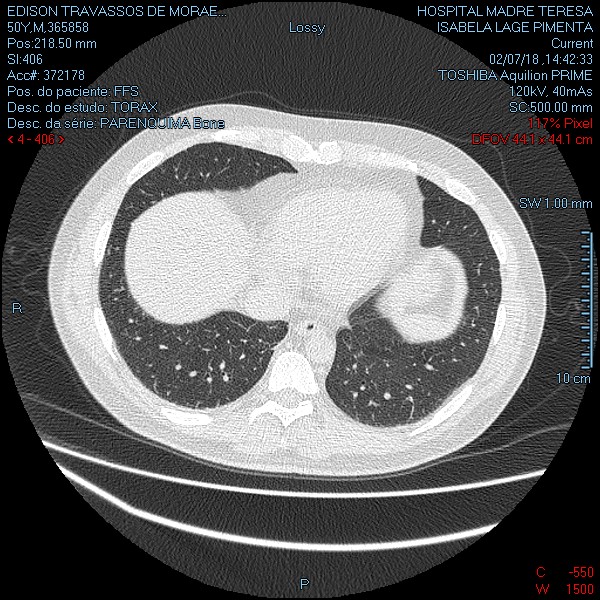 EDISON TRAVASSOS DE MORAE...
50Y,M,365858
Pos:218.50 mm
SI:406
Acc#: 372178
Pos. do paciente: FFS
Desc. do estudo: TORAX
Desc. da série: PARENQUIMA Bone
< 4 - 406 >
Lossy
HOSPITAL MADRE TERESA
ISABELA LAGE PIMENTA
Current
02/07/18 ,14:42:33
TOSHIBA Aquilion PRIME
120kV, 40mAs
SC:500.00 mm
117% Pixel
DFOV 44.1 x 44.1 cm
SW 1.00 mm
R
10 cm
P
C -550
W 1500